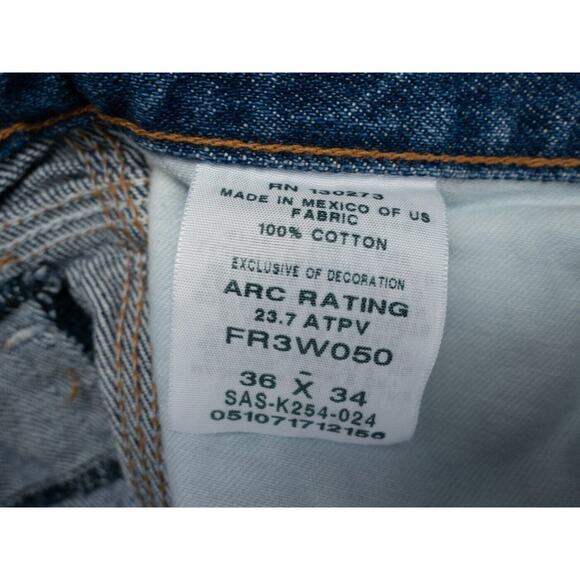 RN 130273
MADE IN MEXICO OF US
FABRIC
100% COTTON
EXCLUSIVE OF DECORATION
ARC RATING
23.7 ATPV
FR3W050
-
36 X 34
SAS-K254-024
051071712156